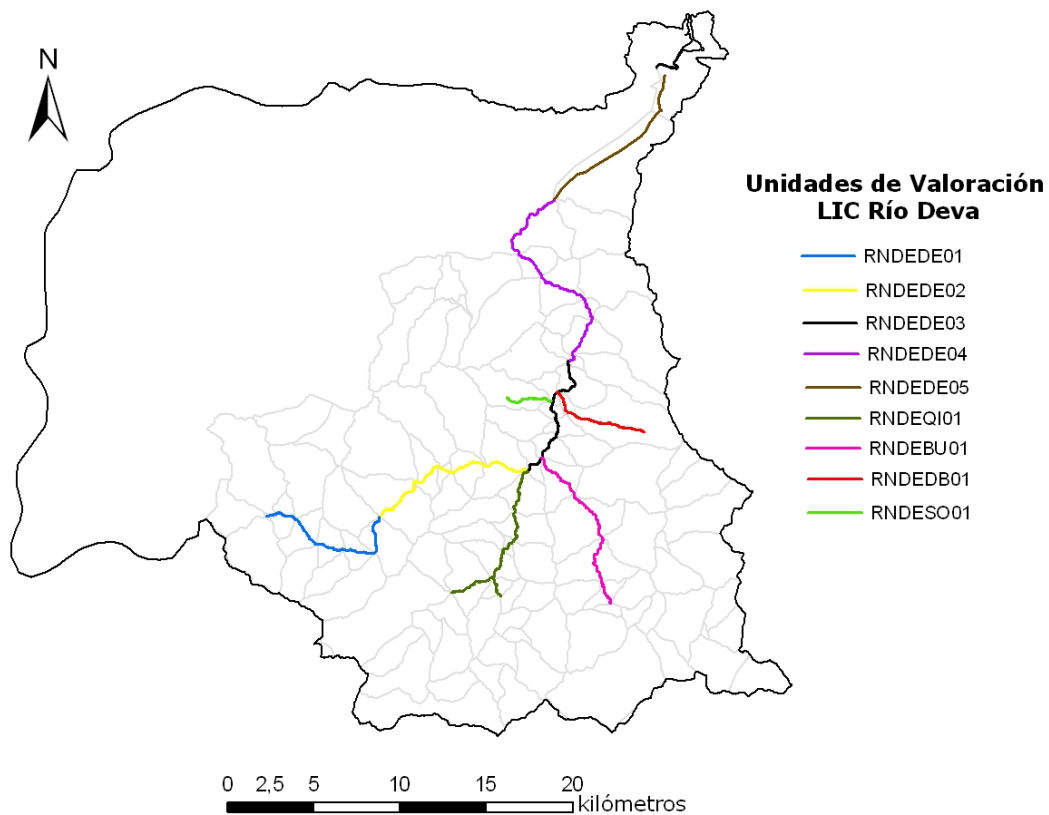 N
Unidades de Valoración
LIC Río Deva
RNDEDE01
RNDEDE02
RNDEDE03
RNDEDE04
RNDEDE05
RNDEQI01
RNDEBU01
RNDEDB01
RNDESO01
0 2,5 5 10 15 20
kilómetros